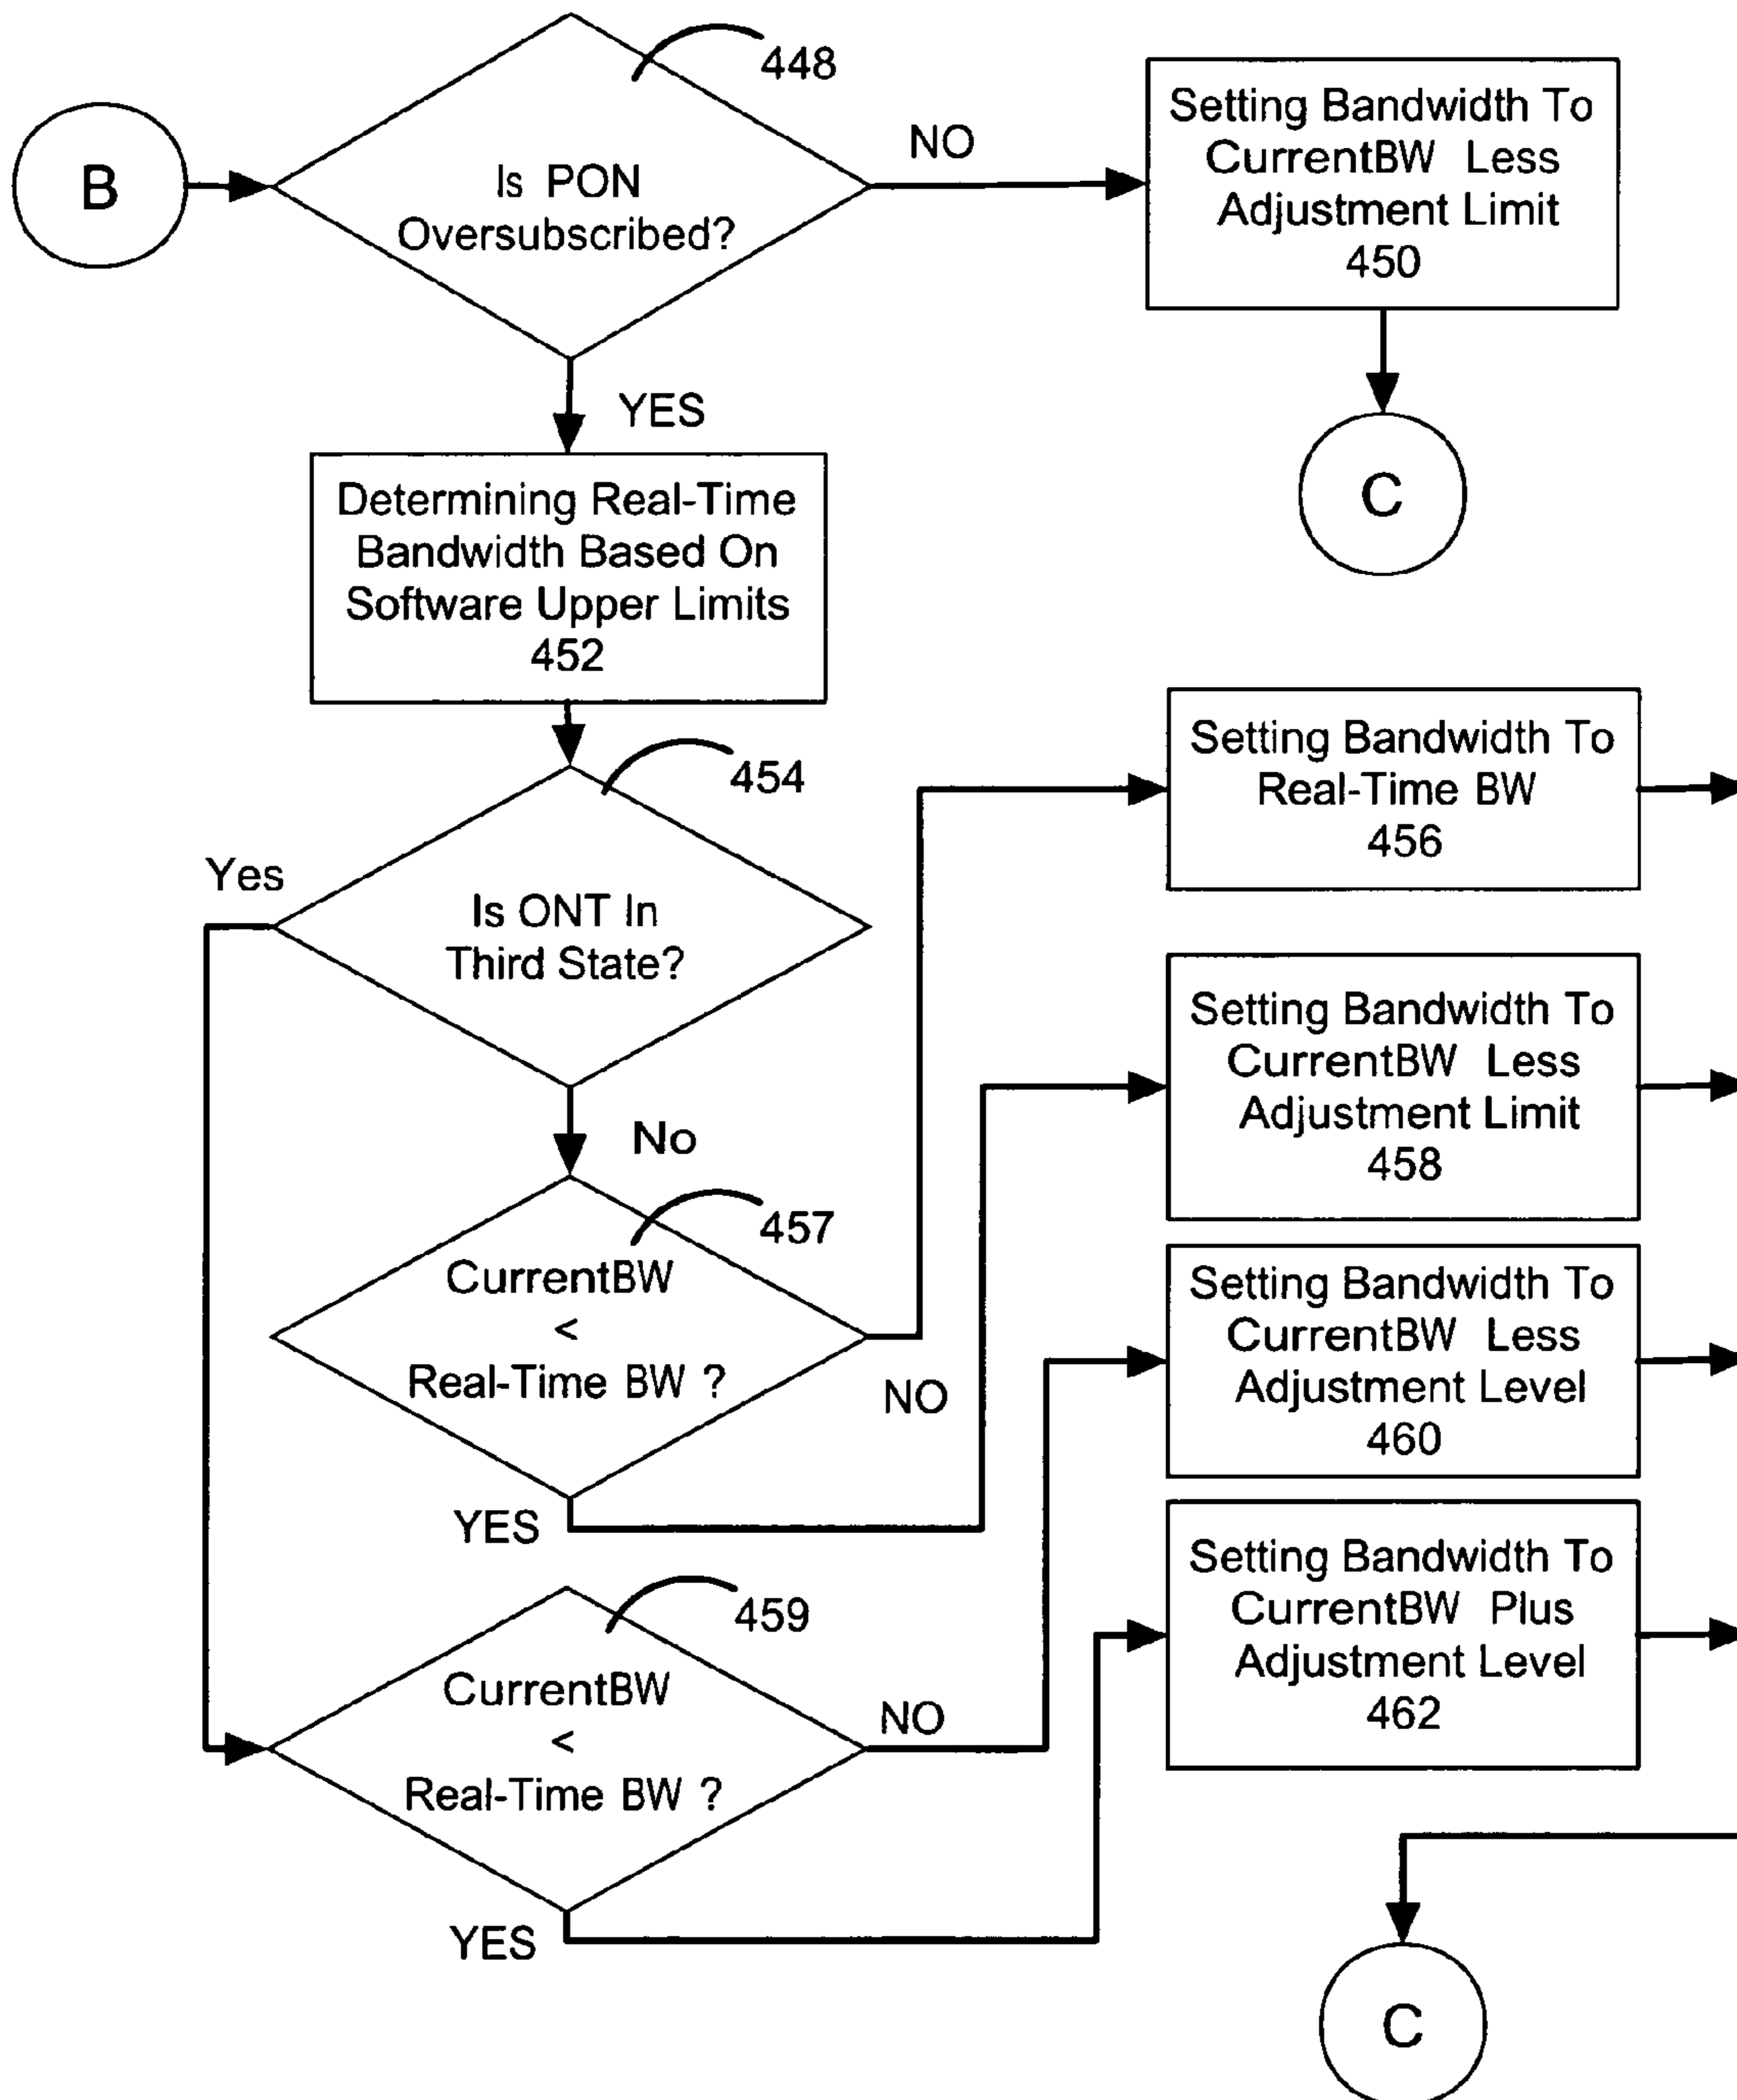 448
B
Is PON
Oversubscribed?
NO
Setting Bandwidth To
CurrentBW Less
Adjustment Limit
450
YES
C
Determining Real-Time
Bandwidth Based On
Software Upper Limits
452
454
Yes
Is ONT In
Third State?
No
Setting Bandwidth To
Real-Time BW
456
457
CurrentBW
<
Real-Time BW ?
NO
YES
Setting Bandwidth To
CurrentBW Less
Adjustment Limit
458
Setting Bandwidth To
CurrentBW Less
Adjustment Level
460
459
CurrentBW
<
Real-Time BW ?
NO
YES
Setting Bandwidth To
CurrentBW Plus
Adjustment Level
462
C